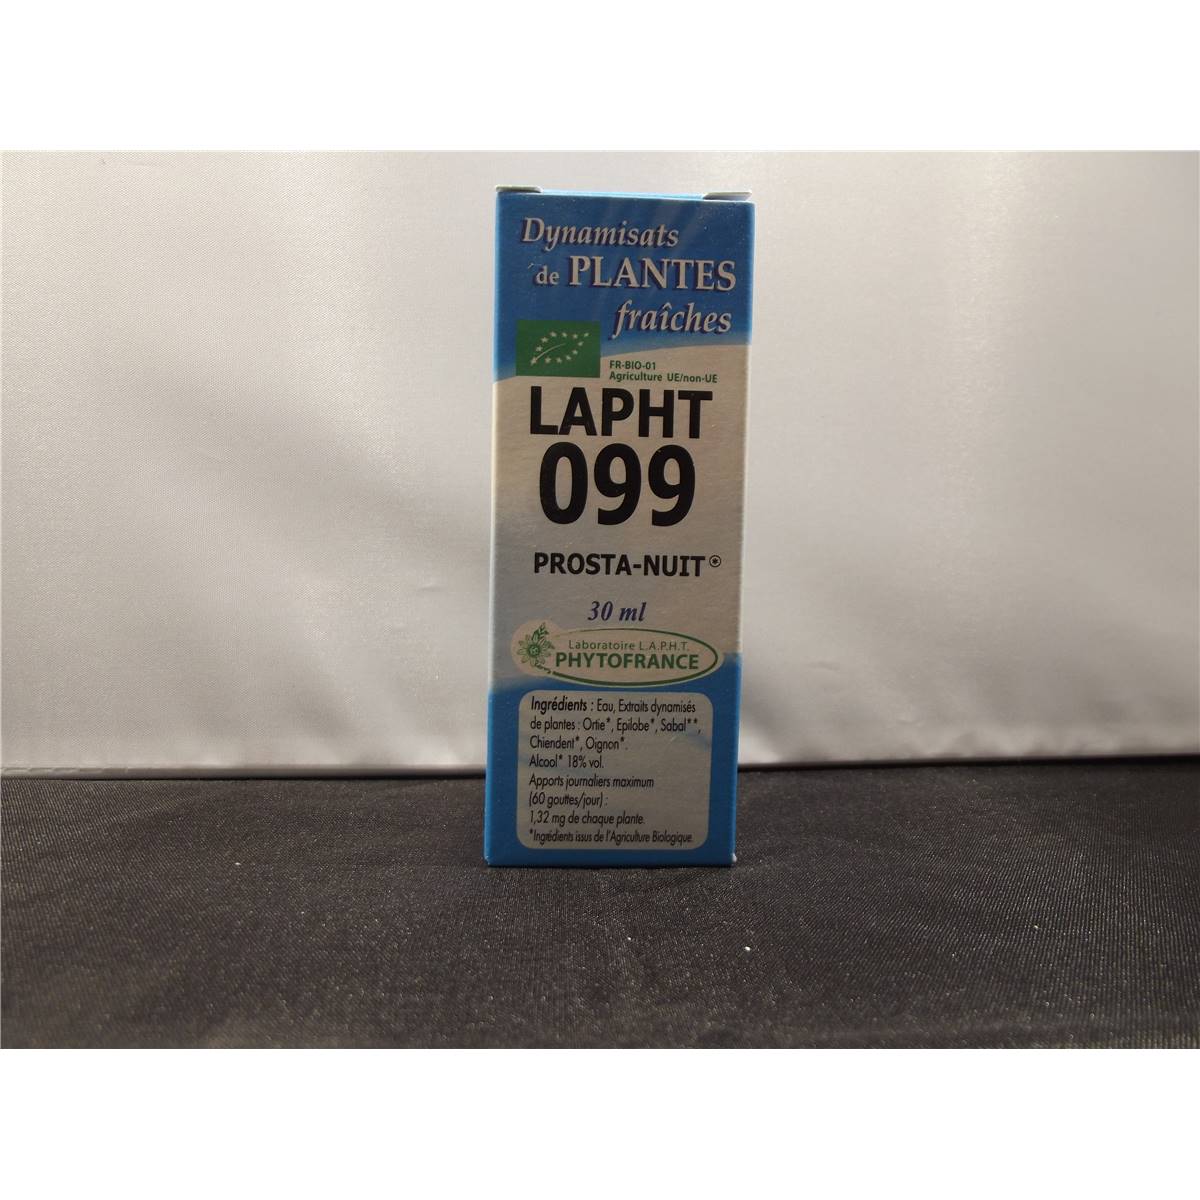 Dynamisats
de PLANTES
fraîches
FR-BIO-01
Agriculture UE/non-UE
LAPHT
099
PROSTA-NUIT
30 ml
Laboratoire L.A.P.H.T.
PHYTOFRANCE
Ingrédients : Eau, Extraits dynamisés
de plantes : Ortie*, Epilobe*, Sabal**,
Chiendent*, Oignon*.
Alcool* 18% vol.
Apports journaliers maximum
(60 gouttes/jour) :
1,32 mg de chaque plante.
*Ingrédients issus de l'Agriculture Biologique.